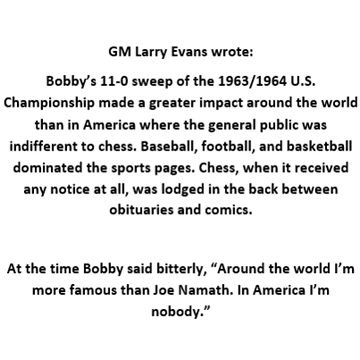 GM Larry Evans wrote:
Bobby’s 11-0 sweep of the 1963/1964 U.S.
Championship made a greater impact around the world
than in America where the general public was
indifferent to chess. Baseball, football, and basketball
dominated the sports pages. Chess, when it received
any notice at all, was lodged in the back between
obituaries and comics.
At the time Bobby said bitterly, “Around the world I’m
more famous than Joe Namath. In America I’m
nobody.”